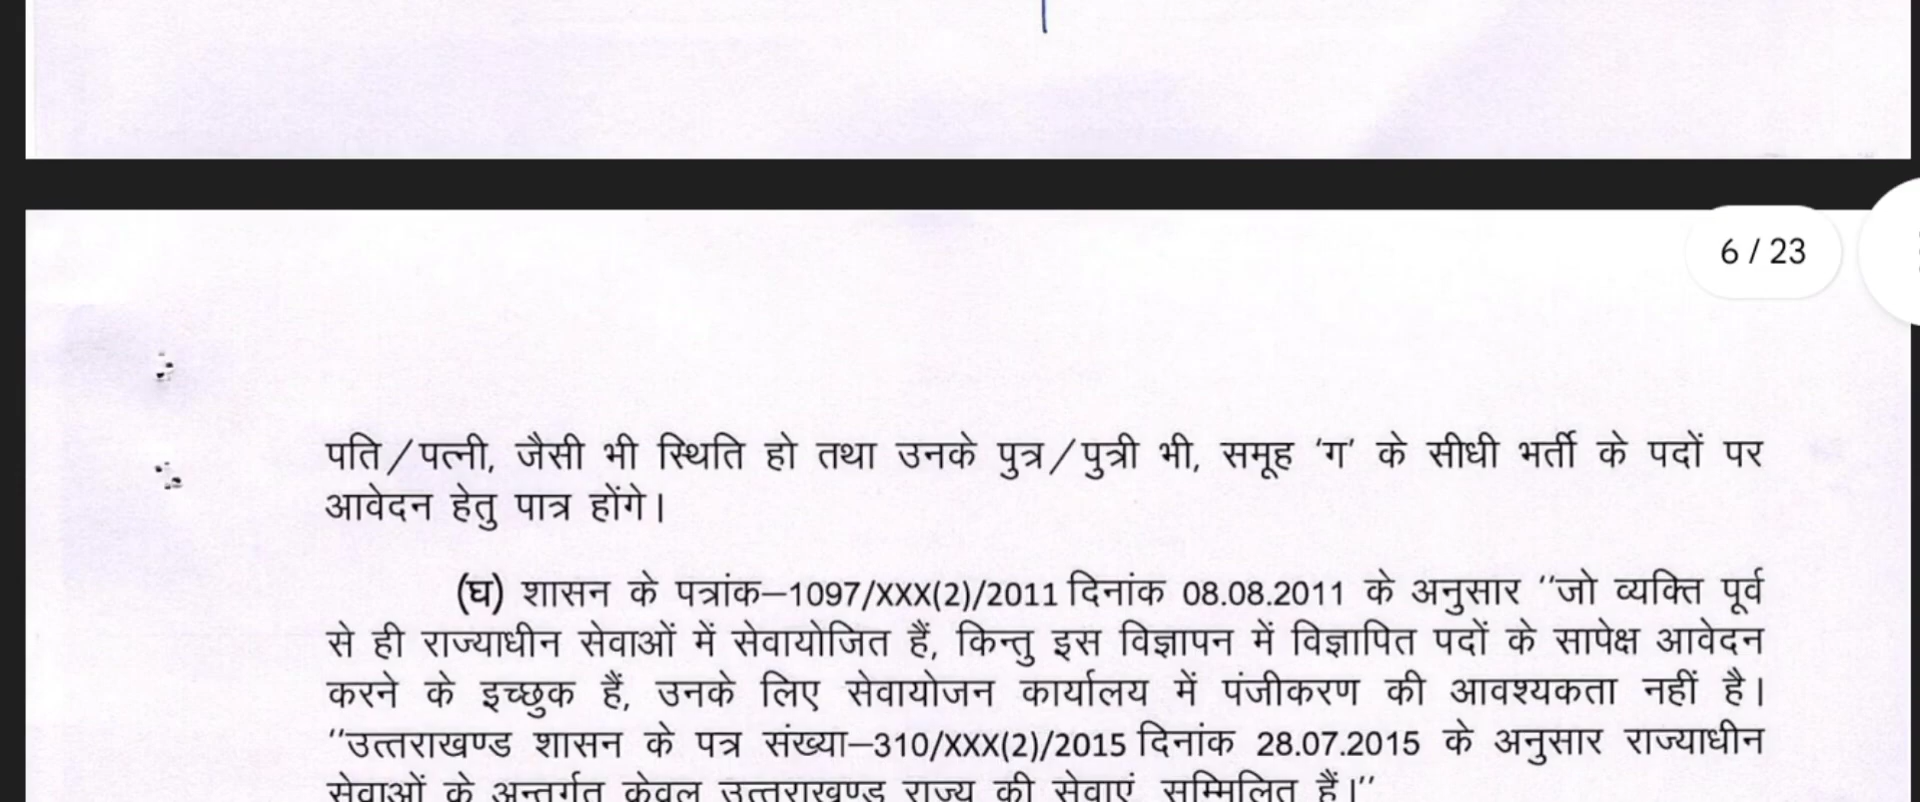 6 / 23
पति/पत्नी, जैसी भी स्थिति हो तथा उनके पुत्र/पुत्री भी, समूह 'ग' के सीधी भर्ती के पदों पर
आवेदन हेतु पात्र होंगे।
(घ) शासन के पत्रांक–1097/XXX(2)/2011 दिनांक 08.08.2011 के अनुसार ''जो व्यक्ति पूर्व
से ही राज्याधीन सेवाओं में सेवायोजित हैं, किन्तु इस विज्ञापन में विज्ञापित पदों के सापेक्ष आवेदन
करने के इच्छुक हैं, उनके लिए सेवायोजन कार्यालय में पंजीकरण की आवश्यकता नहीं है।
''उत्तराखण्ड शासन के पत्र संख्या–310/XXX(2)/2015 दिनांक 28.07.2015 के अनुसार राज्याधीन
सेवाओं के अन्तर्गत केवल उत्तराखण्ड राज्य की सेवाएं सम्मिलित हैं।''